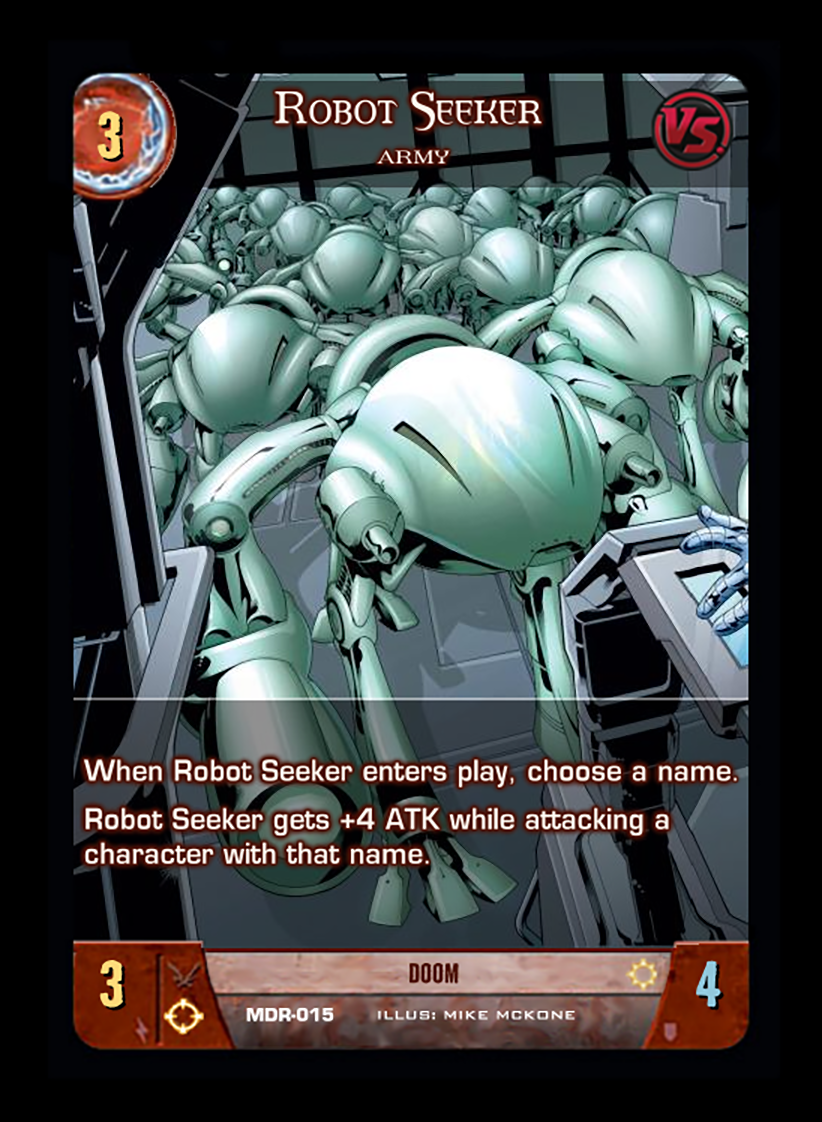 3
ROBOT SEEKER
VS.
ARMY
When Robot Seeker enters play, choose a name.
Robot Seeker gets +4 ATK while attacking a
character with that name.
3
DOOM
4
MDR-015 ILLUS: MIKE MCKONE